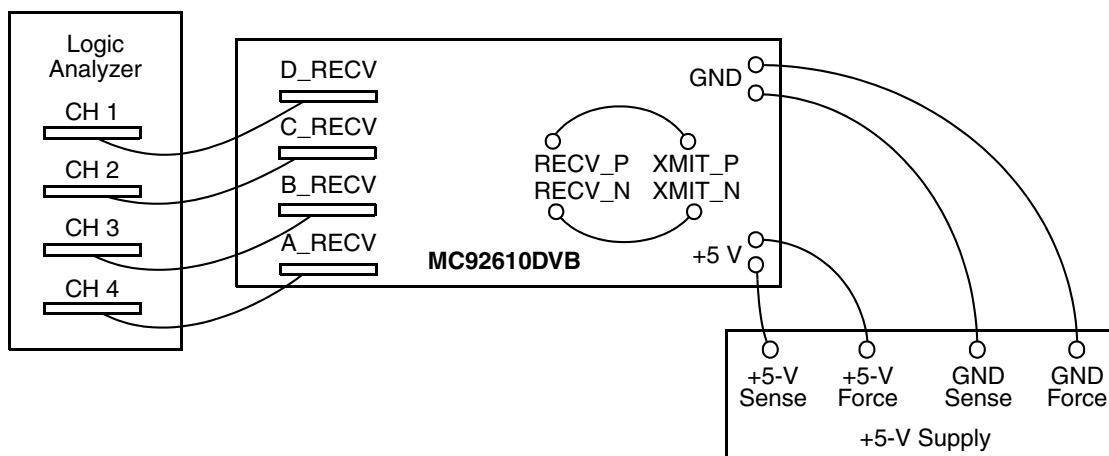 Logic
Analyzer
CH 1
CH 2
CH 3
CH 4
D_RECV
C_RECV
B_RECV
A_RECV
RECV_P XMIT_P
RECV_N XMIT_N
MC92610DVB
GND
+5 V
+5-V
Sense
+5-V
Force
GND
Sense
GND
Force
+5-V Supply